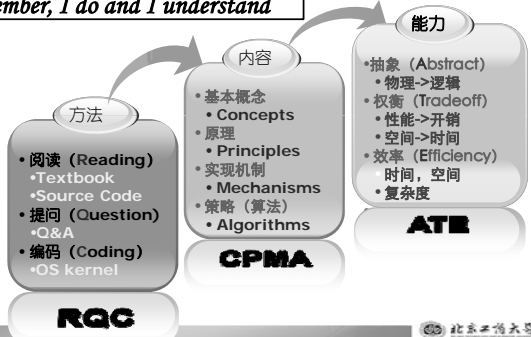 ember, I do and I understand
方法
• 阅读（Reading）
•Textbook
•Source Code
• 提问（Question）
•Q&A
• 编码（Coding）
•OS kernel
RQC
内容
• 基本概念
• Concepts
• 原理
• Principles
• 实现机制
• Mechanisms
• 策略（算法）
• Algorithms
CPMA
能力
•抽象（Abstract）
• 物理->逻辑
•权衡（Tradeoff）
• 性能->开销
• 空间->时间
•效率（Efficiency）
•时间，空间
• 复杂度
ATE
北京工商大学